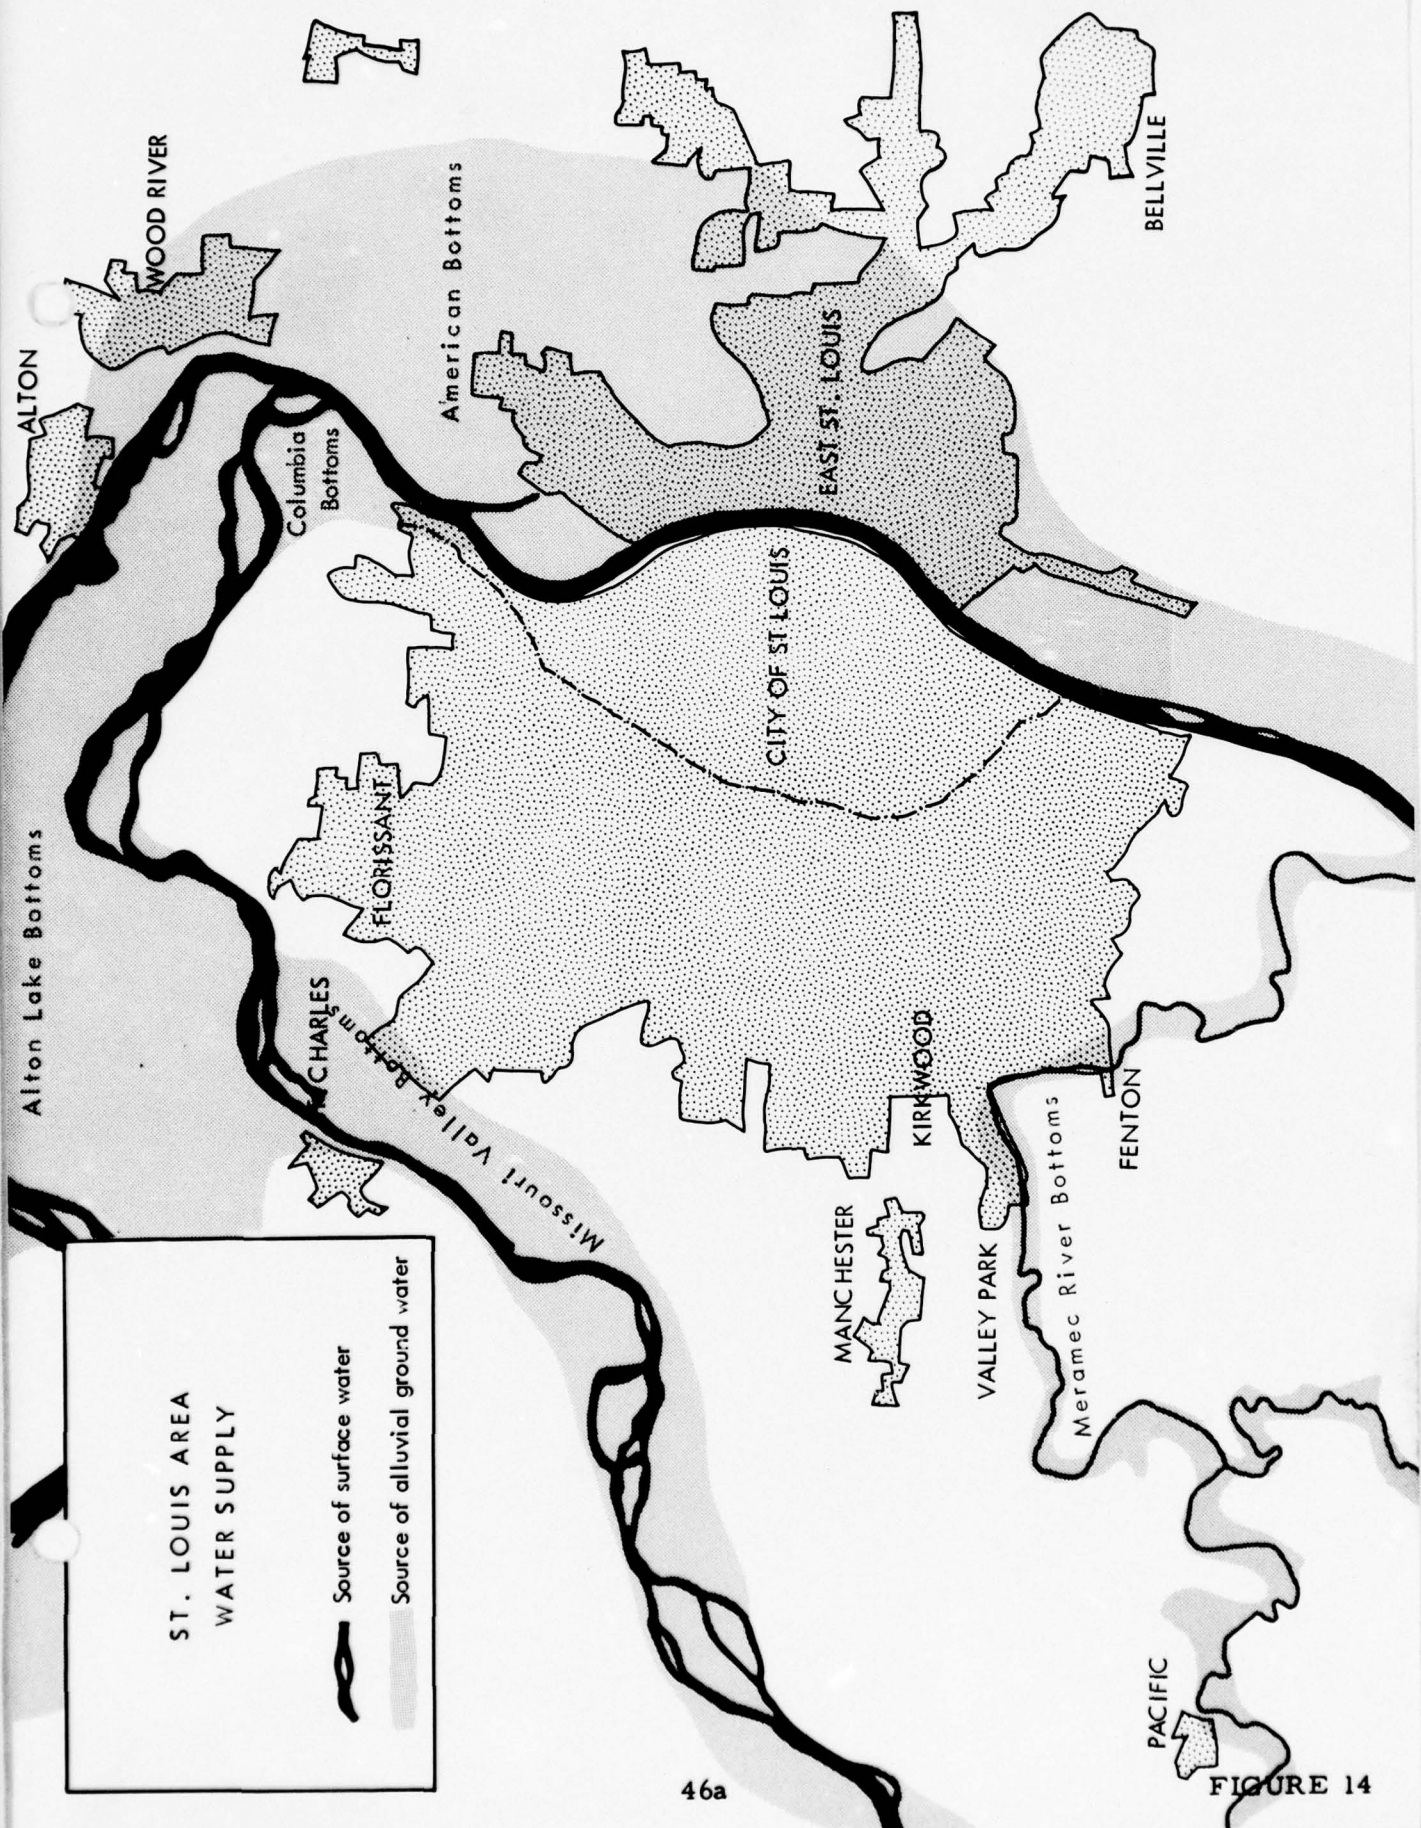 ST. LOUIS AREA
WATER SUPPLY
Source of surface water
Source of alluvial ground water
Alton Lake Bottoms
ALTON
WOOD RIVER
Columbia
Bottoms
American Bottoms
CHARLES
Missouri Valley Bottoms
FLORISSANT
CITY OF ST LOUIS
EAST ST. LOUIS
BELLVILLE
MANCHESTER
KIRKWOOD
VALLEY PARK
Meramec River Bottoms
FENTON
PACIFIC
46a
FIGURE 14